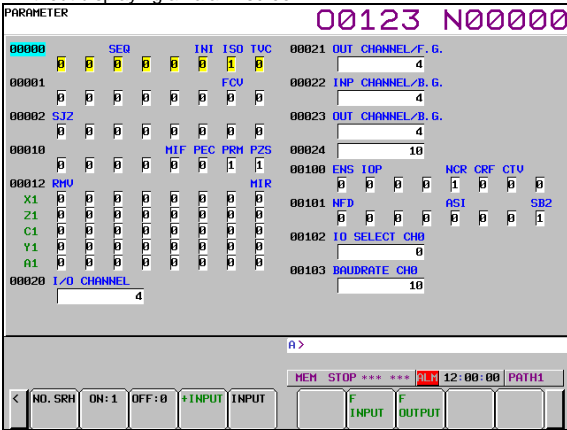 PARAMETER
O0123 N00000
00000 SEQ INI ISO TVC
0 0 0 0 0 0 1 0
00001 FCV
0 0 0 0 0 0 0 0
00002 SJZ
0 0 0 0 0 0 0 0
00010 MIF PEC PRM PZS
0 0 0 0 0 0 1 1
00012 RMV MIR
X1 0 0 0 0 0 0 0 0
Z1 0 0 0 0 0 0 0 0
C1 0 0 0 0 0 0 0 0
Y1 0 0 0 0 0 0 0 0
A1 0 0 0 0 0 0 0 0
00020 I/O CHANNEL
4
00021 OUT CHANNEL/F.G.
4
00022 INP CHANNEL/B.G.
4
00023 OUT CHANNEL/B.G.
4
00024 10
00100 ENS IOP NCR CRF CTV
0 0 0 0 1 0 0 0
00101 NFD ASI SB2
0 0 0 0 0 0 0 1
00102 IO SELECT CH0
0
00103 BAUDRATE CH0
10
A>
MEM STOP *** *** ALM 12:00:00 PATH1
< NO.SRH ON:1 OFF:0 +INPUT INPUT
F INPUT
F OUTPUT